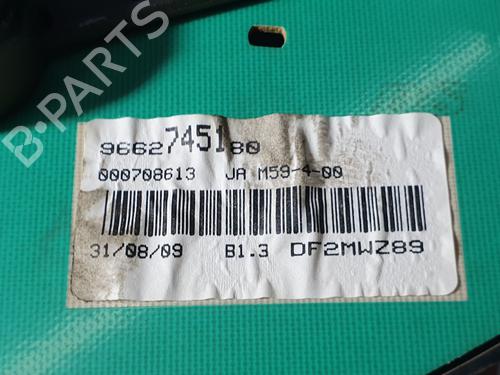 B-PARTS
9662745180
000708613 JA M59-4-00
31/08/09 B1.3 DF2MWZ89